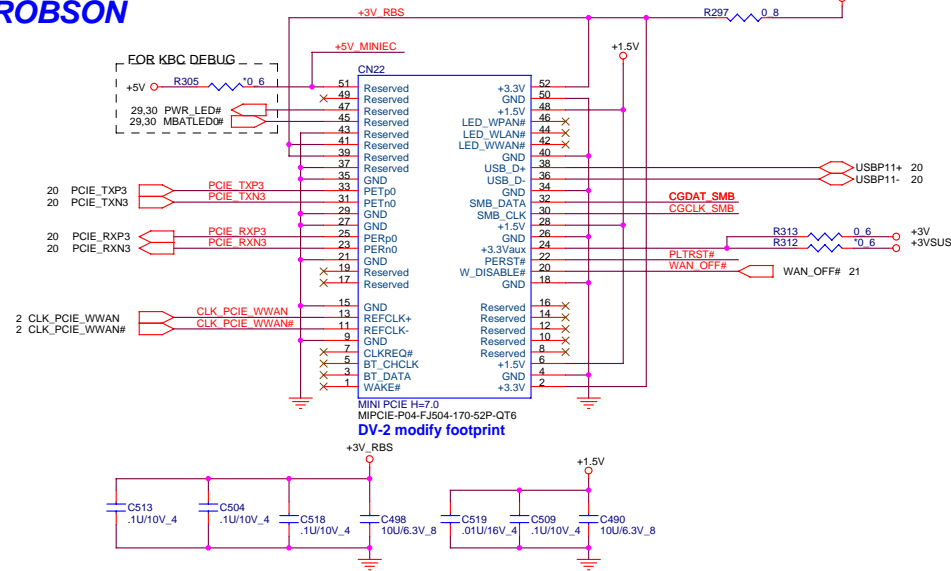 ROBSON
+3V_RBS
R297 0_8
+5V_MINIEC
+1.5V
FOR KBC DEBUG
+5V R305 *0_6
29,30 PWR_LED#
29,30 MBATLED0#
CN22
51 Reserved +3.3V 52
49 Reserved GND 50
47 Reserved +1.5V 48
45 Reserved LED_WPAN# 46
43 Reserved LED_WLAN# 44
41 Reserved LED_WWAN# 42
39 Reserved GND 40
37 Reserved USB_D+ 38 USBP11+ 20
35 GND USB_D- 36 USBP11- 20
20 PCIE_TXP3 PCIE_TXP3 33 PETp0 GND 34
20 PCIE_TXN3 PCIE_TXN3 31 PETn0 SMB_DATA 32 CGDAT_SMB
29 GND SMB_CLK 30 CGCLK_SMB
27 GND +1.5V 28
20 PCIE_RXP3 PCIE_RXP3 25 PERp0 GND 26 R313 0_6 +3V
20 PCIE_RXN3 PCIE_RXN3 23 PERn0 +3.3Vaux 24 R312 *0_6 +3VSUS
21 GND PERST# 22 PLTRST#
19 Reserved W_DISABLE# 20 WAN_OFF# WAN_OFF# 21
17 Reserved GND 18
15 GND Reserved 16
2 CLK_PCIE_WWAN CLK_PCIE_WWAN 13 REFCLK+ Reserved 14
2 CLK_PCIE_WWAN# CLK_PCIE_WWAN# 11 REFCLK- Reserved 12
9 GND Reserved 10
7 CLKREQ# Reserved 8
5 BT_CHCLK +1.5V 6
3 BT_DATA GND 4
1 WAKE# +3.3V 2
MINI PCIE H=7.0
MIPCIE-P04-FJ504-170-52P-QT6
DV-2 modify footprint
+3V_RBS
C513
.1U/10V_4
C504
.1U/10V_4
C518
.1U/10V_4
C498
10U/6.3V_8
+1.5V
C519
.01U/16V_4
C509
.1U/10V_4
C490
10U/6.3V_8